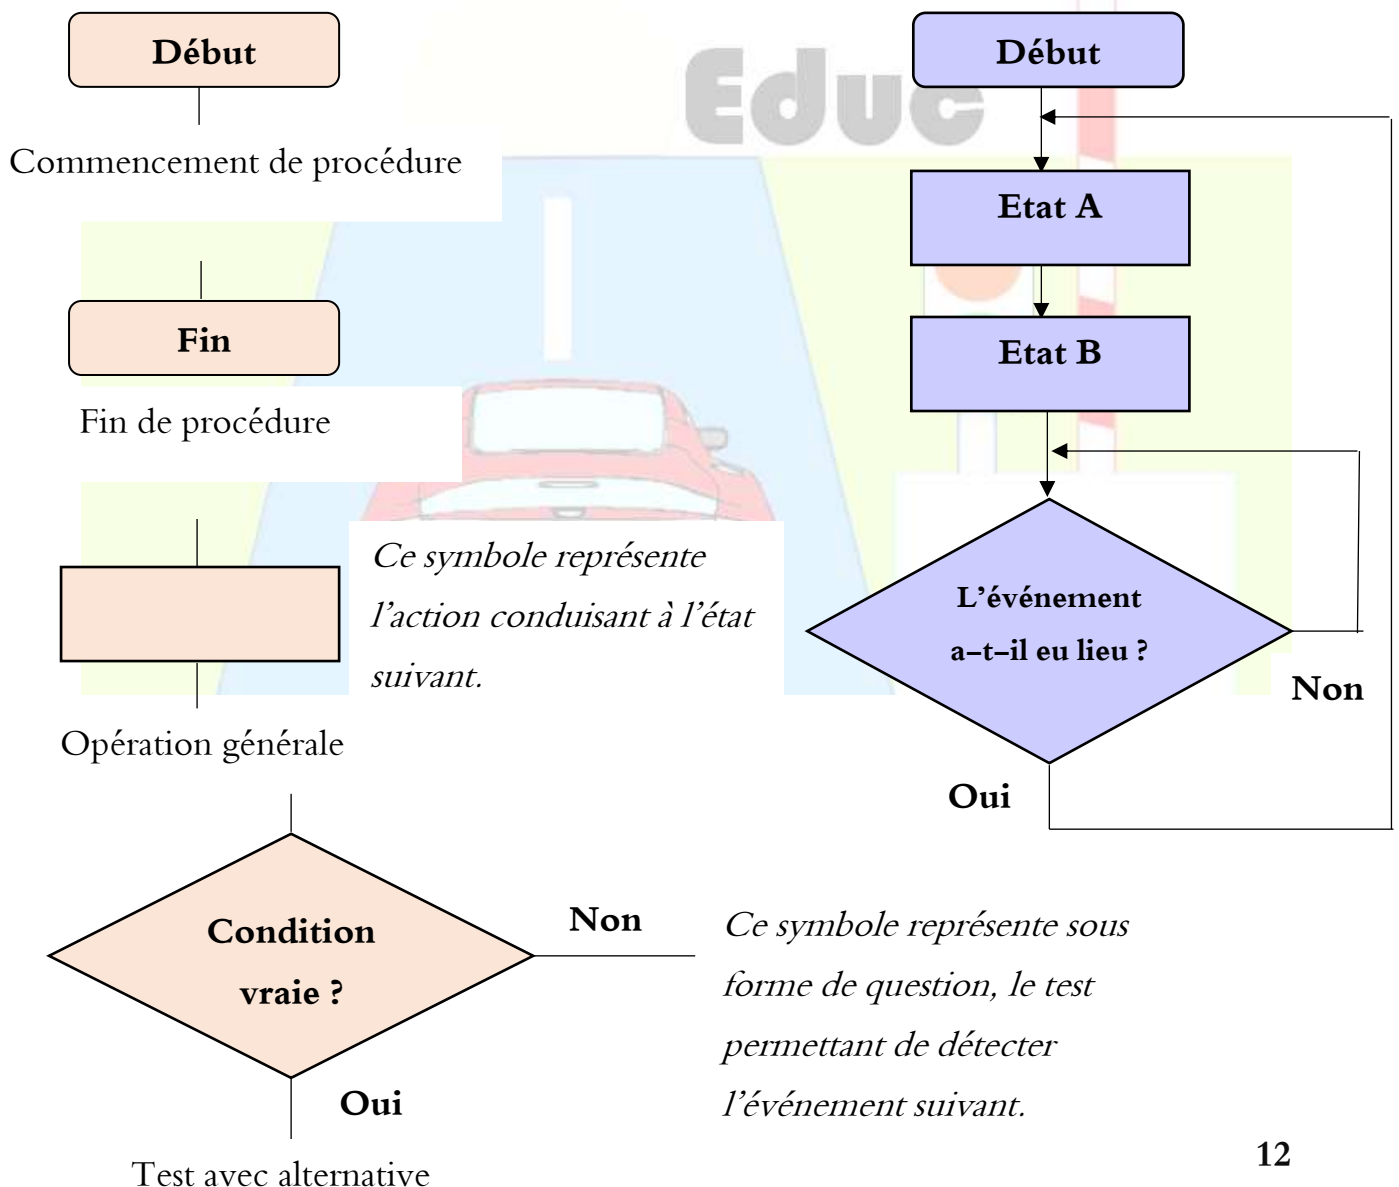 Début
Commencement de procédure
Fin
Fin de procédure
Ce symbole représente
l'action conduisant à l'état
suivant.
Opération générale
Condition
vraie ?
Non
Oui
Ce symbole représente sous
forme de question, le test
permettant de détecter
l'événement suivant.
Test avec alternative
Educ
Début
Etat A
Etat B
L'événement
a-t-il eu lieu ?
Non
Oui
12